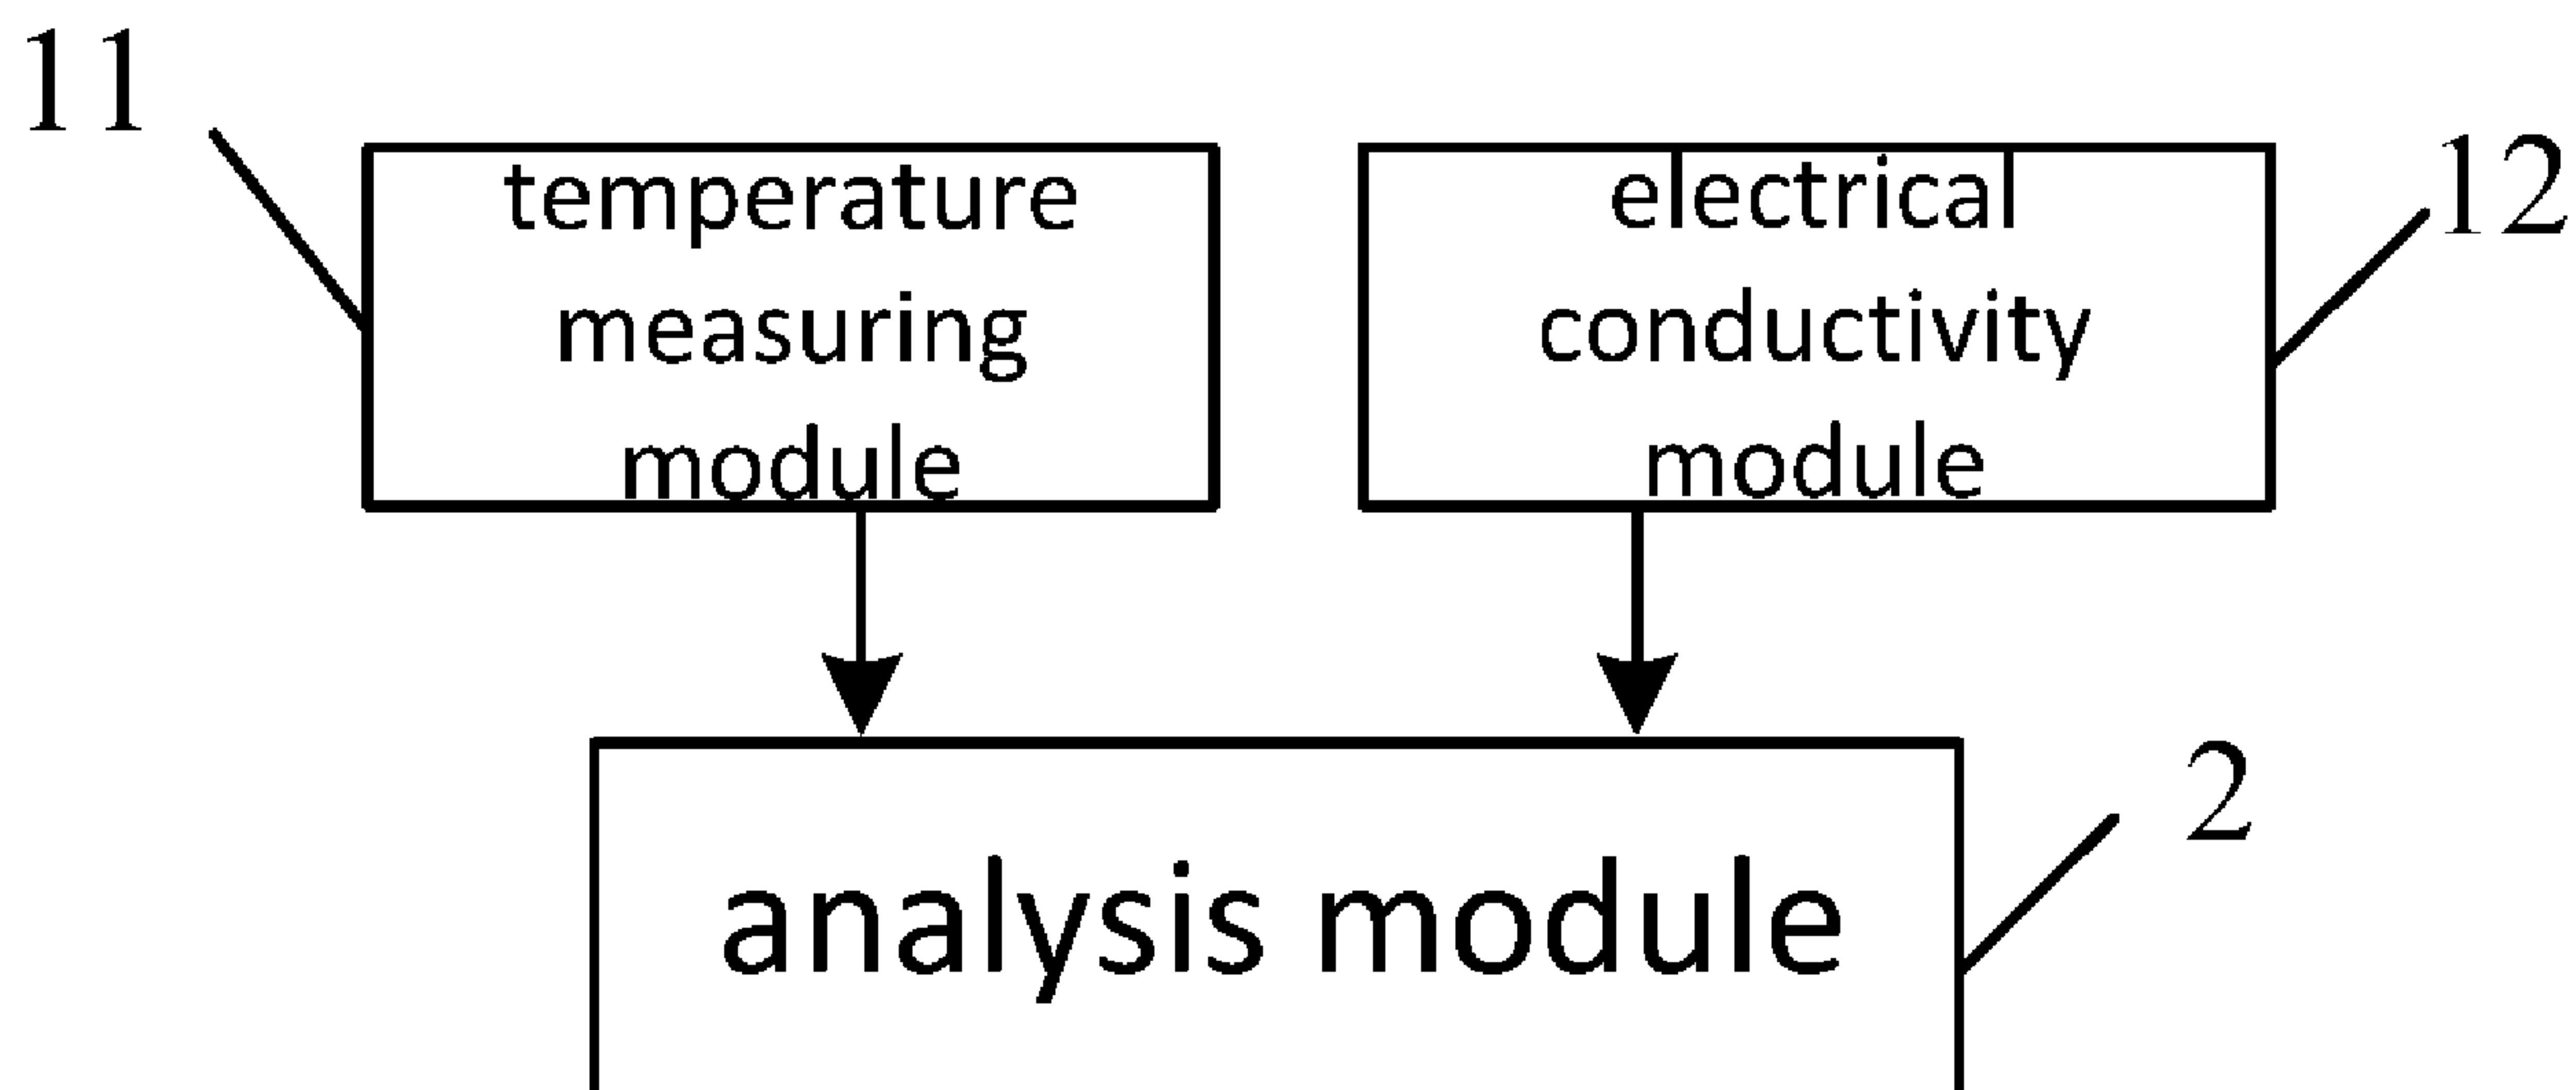 11
temperature
measuring
module
electrical
conductivity
module
12
analysis module
2